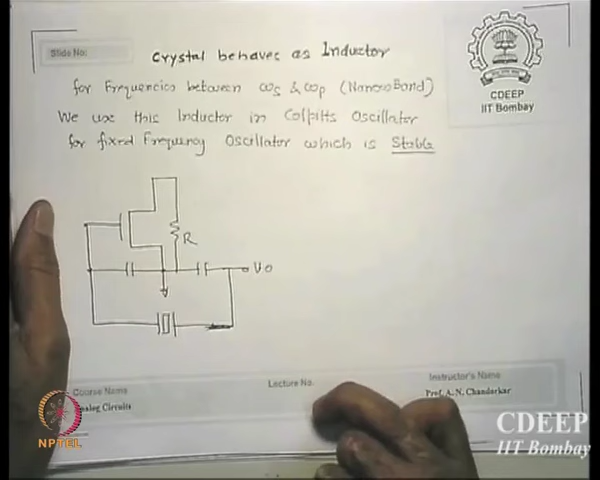 Slide No:
Crystal behaves as Inductor
for Frequencies between ωs & ωp (Narrow Band)
We use this Inductor in Colpitts Oscillator
for fixed Frequency Oscillator which is Stable
CDEEP
IIT Bombay
R
Vo
Course Name
Analog Circuits
Lecture No.
Instructor's Name
Prof. A. N. Chandorkar
NPTEL
CDEEP
IIT Bombay